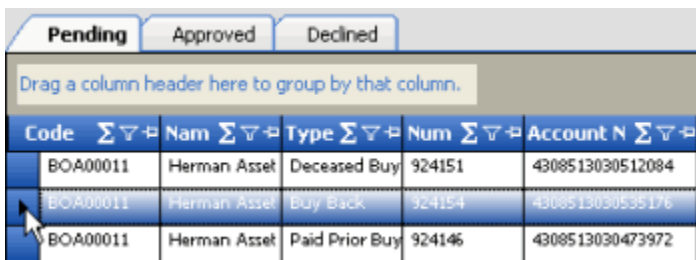 Pending Approved Declined
Drag a column header here to group by that column.
Code Σ Nam Σ Type Σ Num Σ Account N Σ
BOA00011 Herman Asset Deceased Buy 924151 4308513030512084
BOA00011 Herman Asset Buy Back 924154 4308513030535176
BOA00011 Herman Asset Paid Prior Buy 924146 4308513030473972